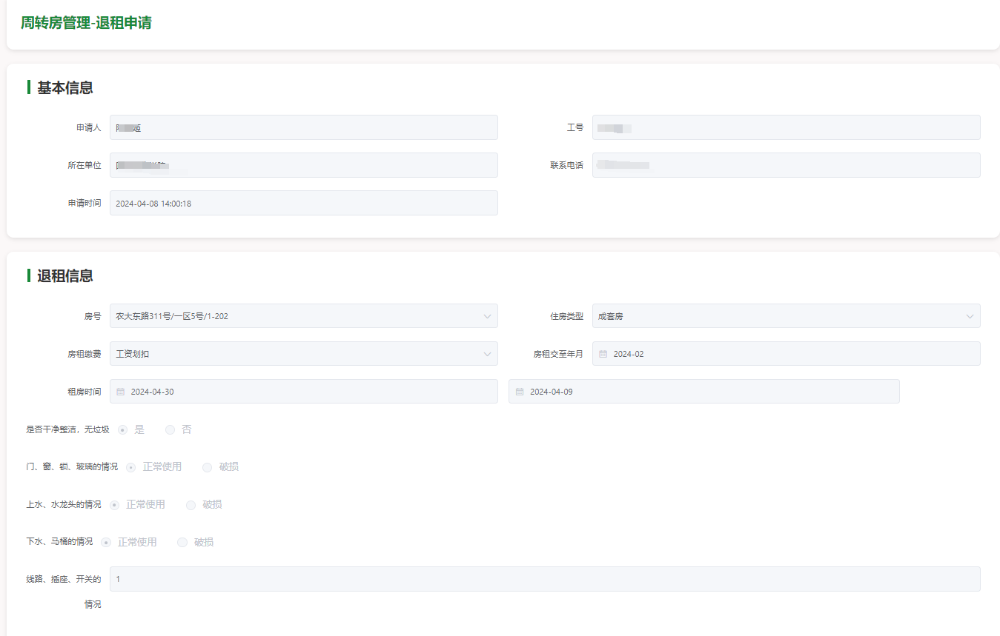 周转房管理-退租申请
基本信息
申请人
工号
所在单位
联系电话
申请时间 2024-04-08 14:00:18
退租信息
房号 农大东路311号/一区5号/1-202
住房类型 成套房
房租缴费 工资划扣
房租交至年月 2024-02
租房时间 2024-04-30 2024-04-09
是否干净整洁，无垃圾 是 否
门、窗、锁、玻璃的情况 正常使用 破损
上水、水龙头的情况 正常使用 破损
下水、马桶的情况 正常使用 破损
线路、插座、开关的 1
情况